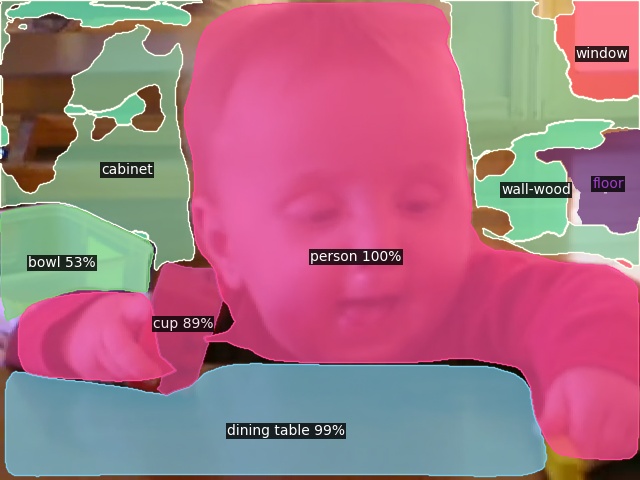 window
cabinet
wall-wood
floor
bowl 53%
person 100%
cup 89%
dining table 99%